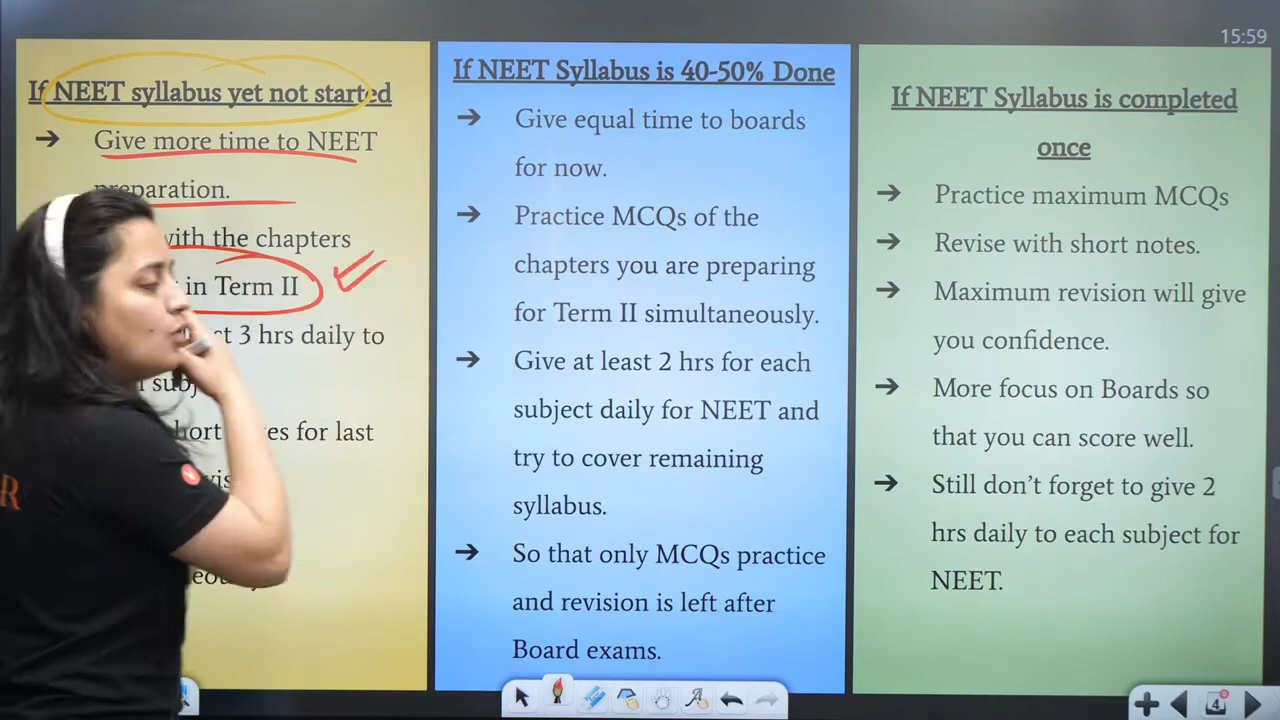 15:59
If NEET syllabus yet not started
➔ Give more time to NEET
preparation.
with the chapters
in Term II
3 hrs daily to
for last
If NEET Syllabus is 40-50% Done
➔ Give equal time to boards
for now.
➔ Practice MCQs of the
chapters you are preparing
for Term II simultaneously.
➔ Give at least 2 hrs for each
subject daily for NEET and
try to cover remaining
syllabus.
➔ So that only MCQs practice
and revision is left after
Board exams.
If NEET Syllabus is completed
once
➔ Practice maximum MCQs
➔ Revise with short notes.
➔ Maximum revision will give
you confidence.
➔ More focus on Boards so
that you can score well.
➔ Still don't forget to give 2
hrs daily to each subject for
NEET.
R
4